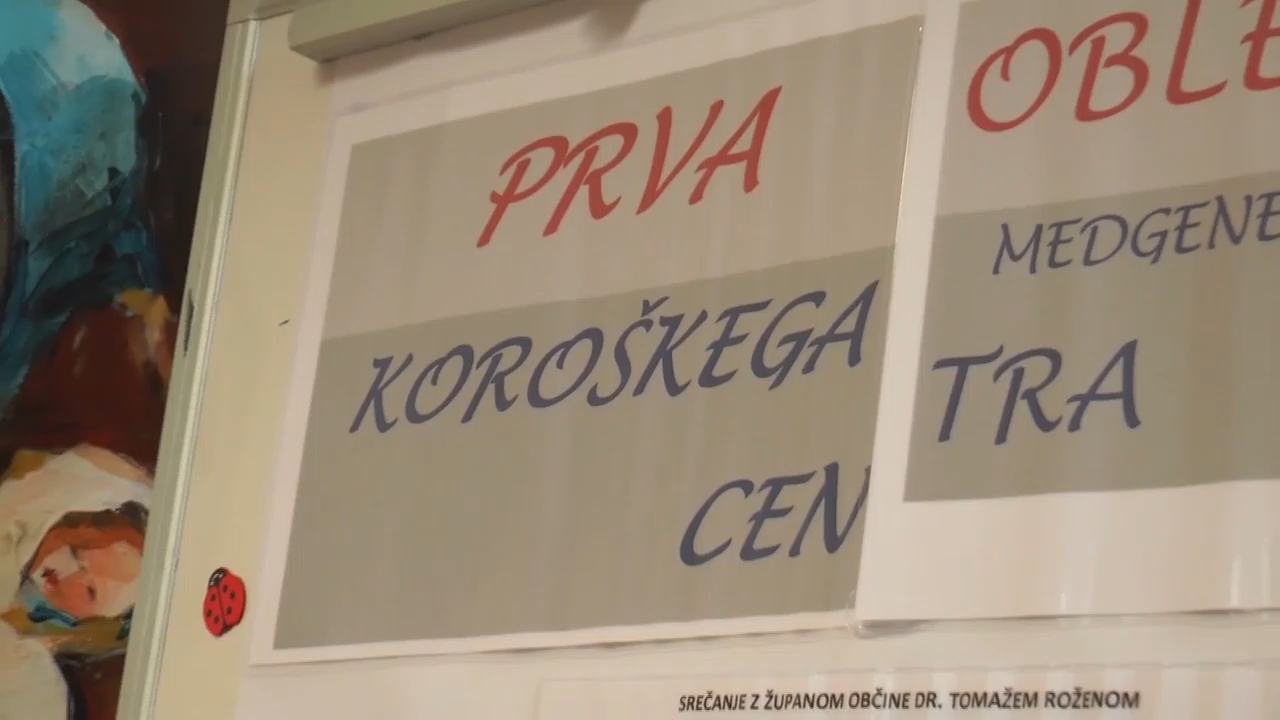 PRVA OBLE
MEDGENE
KOROŠKEGA
TRA
CEN
SREČANJE Z ŽUPANOM OBČINE DR. TOMAŽEM ROŽENOM